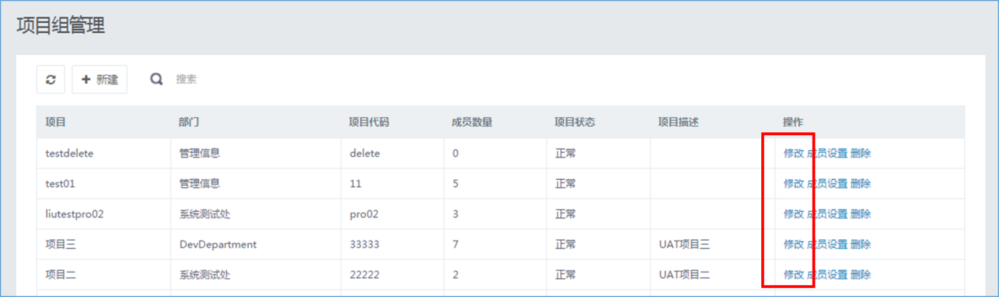 项目组管理
新建 搜索
项目 部门 项目代码 成员数量 项目状态 项目描述 操作
testdelete 管理信息 delete 0 正常 修改 成员设置 删除
test01 管理信息 11 5 正常 修改 成员设置 删除
liutestpro02 系统测试处 pro02 3 正常 修改 成员设置 删除
项目三 DevDepartment 33333 7 正常 UAT项目三 修改 成员设置 删除
项目二 系统测试处 22222 2 正常 UAT项目二 修改 成员设置 删除